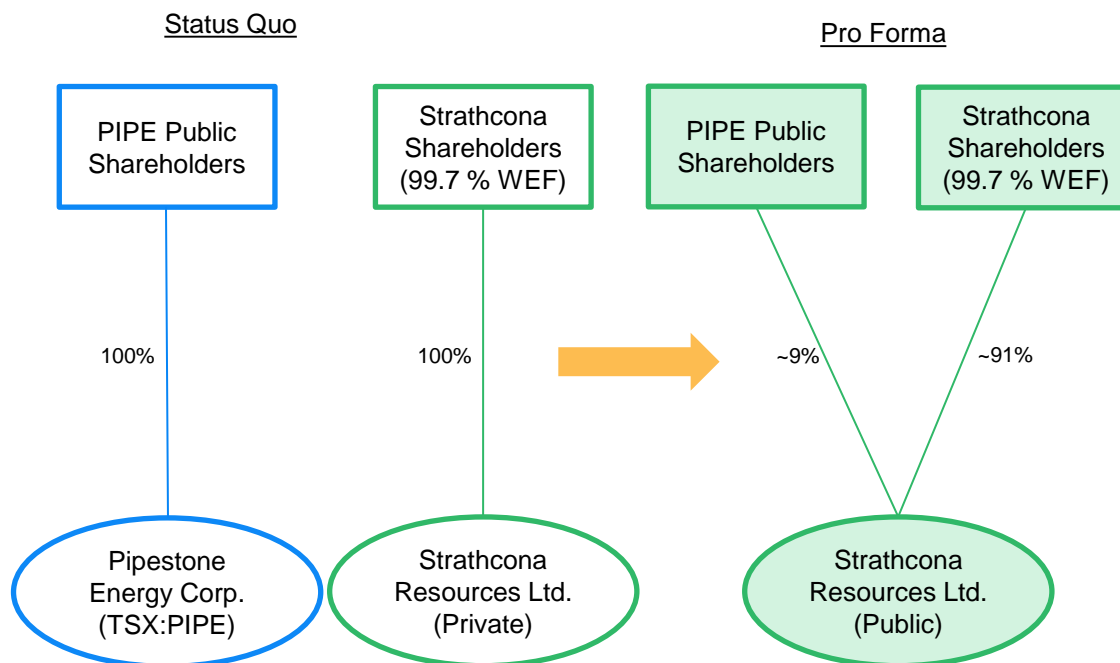 Status Quo
Pro Forma
PIPE Public
Shareholders
Strathcona
Shareholders
(99.7 % WEF)
PIPE Public
Shareholders
Strathcona
Shareholders
(99.7 % WEF)
100%
100%
~9%
~91%
Pipestone
Energy Corp.
(TSX:PIPE)
Strathcona
Resources Ltd.
(Private)
Strathcona
Resources Ltd.
(Public)